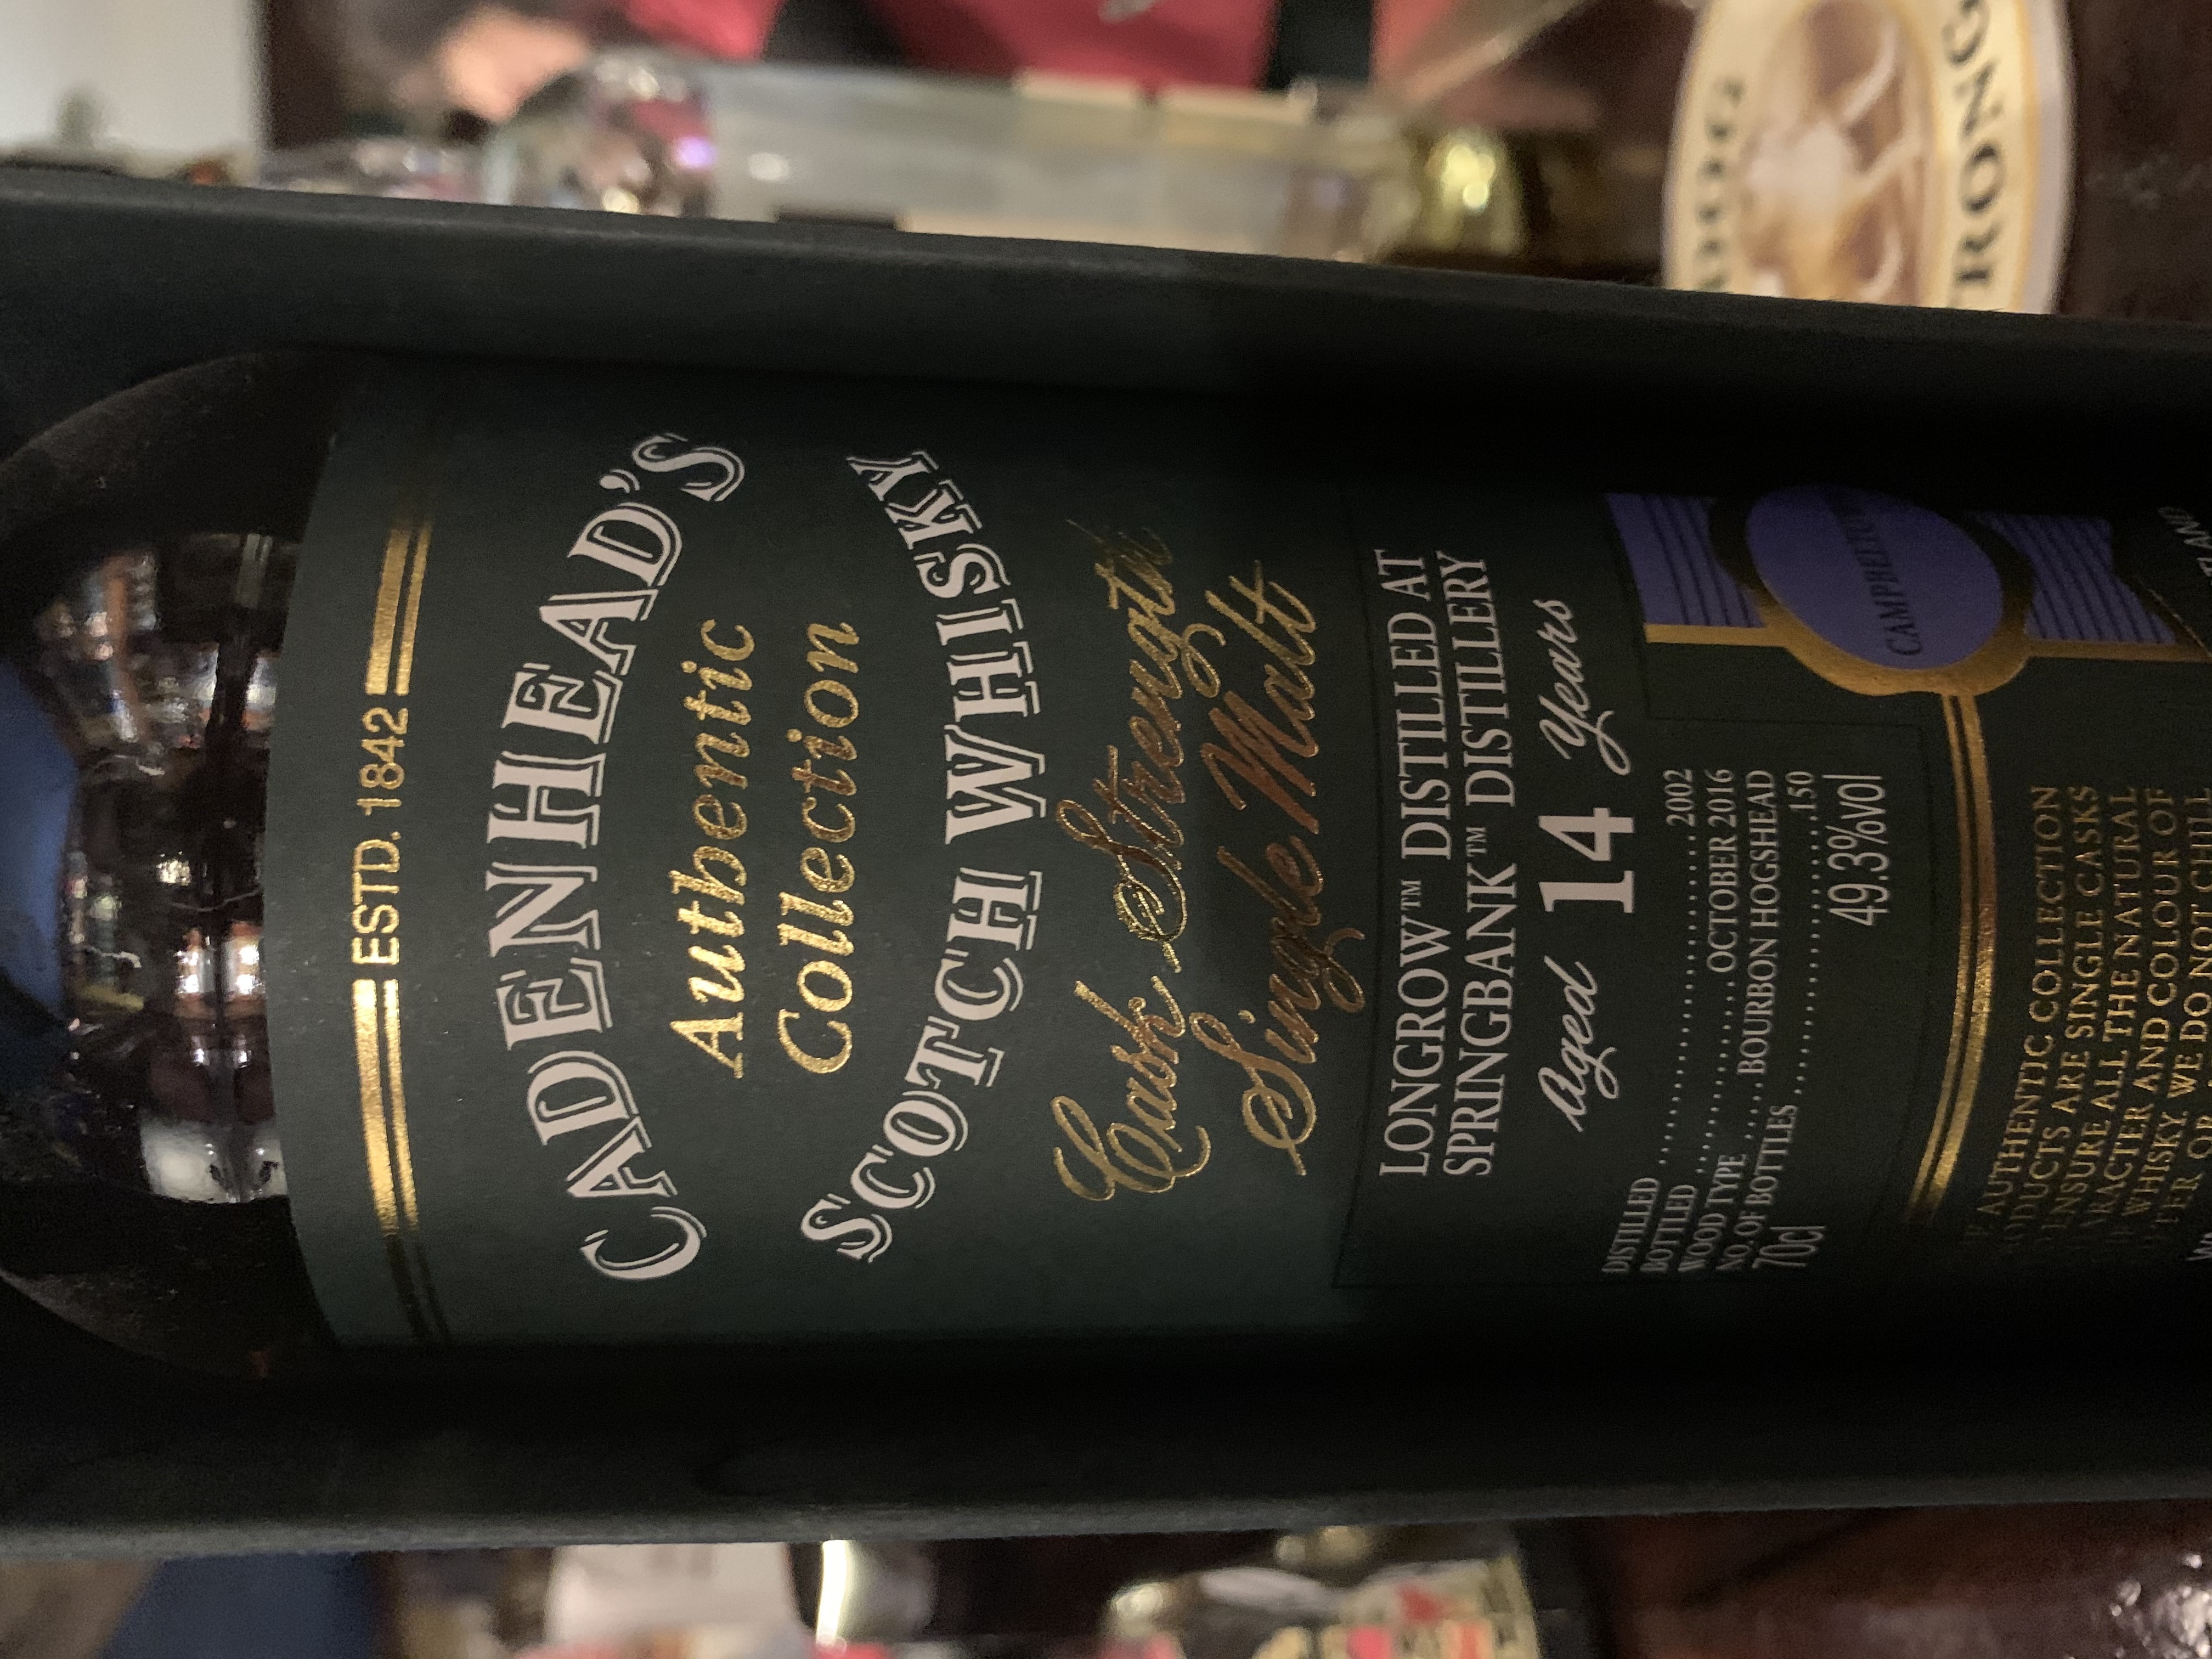 ESTD. 1842
CADENHEAD'S
Authentic
Collection
SCOTCH WHISKY
Cask Strength
Single Malt
LONGROW™ DISTILLED AT
SPRINGBANK™ DISTILLERY
Aged 14 Years
DISTILLED ................................ 2002
BOTTLED ................ OCTOBER 2016
WOOD TYPE ..... BOURBON HOGSHEAD
NO. OF BOTTLES ........................ 150
70cl 49.3%vol
CAMPBELTOWN
AUTHENTIC COLLECTION
ARE SINGLE CASKS
ENSURE ALL THE NATURAL
AND COLOUR OF
WHISKY. WE DO NOT CHILL
OR